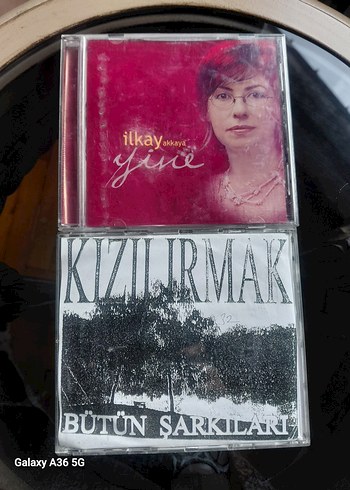 ilkay akkaya
yine
KIZILIRMAK
BÜTÜN ŞARKILARI
Galaxy A36 5G